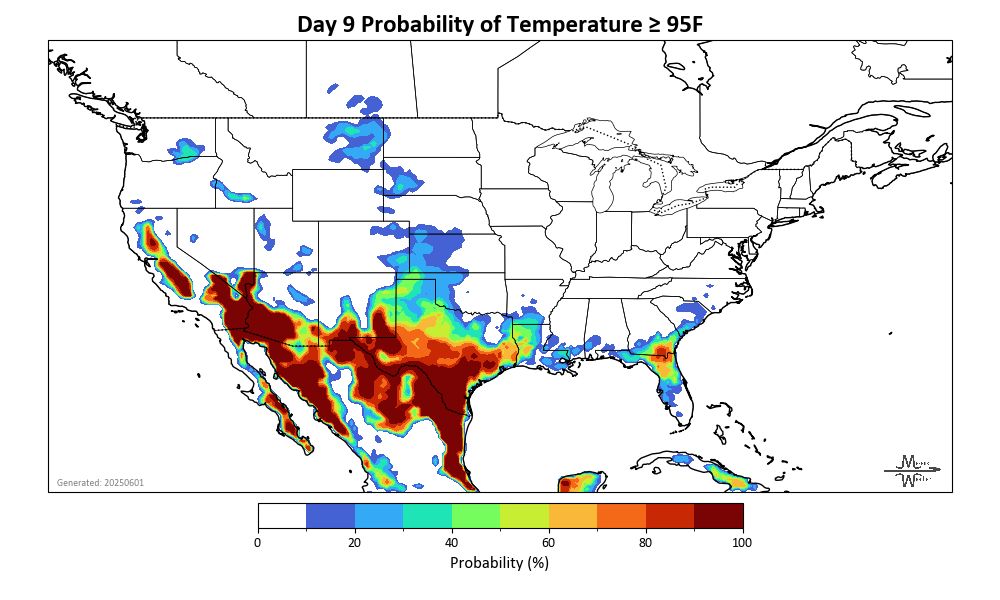 Day 9 Probability of Temperature ≥ 95F
Generated: 20250601
0 20 40 60 80 100
Probability (%)